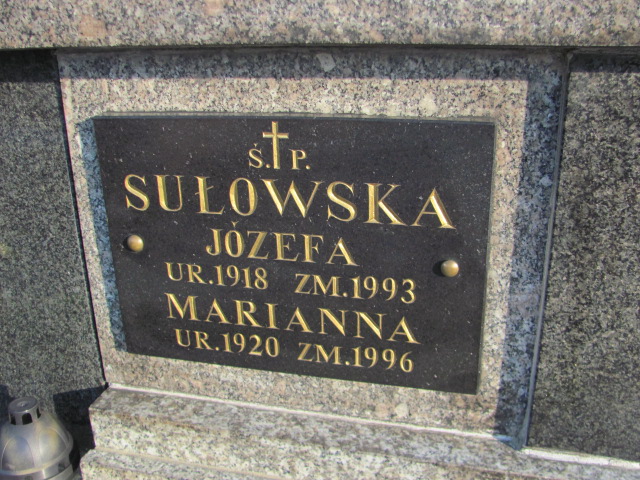 Ś.P.
SUŁOWSKA
JÓZEFA
UR.1918 ZM.1993
MARIANNA
UR.1920 ZM.1996